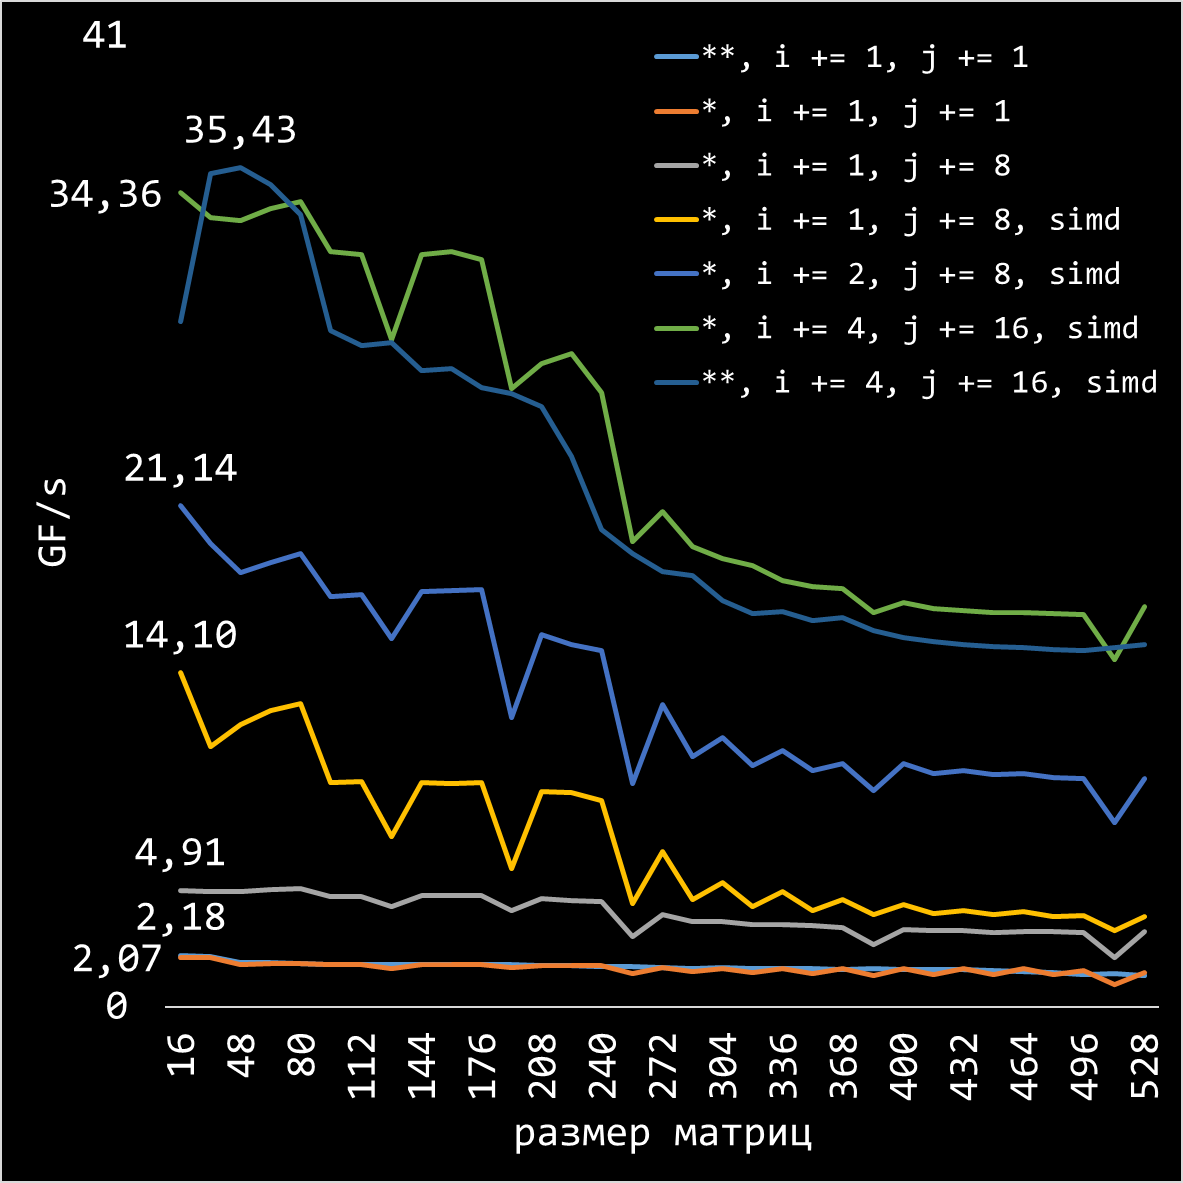 41
35,43
34,36
21,14
14,10
4,91
2,18
2,07
0
GF/s
**, i += 1, j += 1
*, i += 1, j += 1
*, i += 1, j += 8
*, i += 1, j += 8, simd
*, i += 2, j += 8, simd
*, i += 4, j += 16, simd
**, i += 4, j += 16, simd
16 48 80 112 144 176 208 240 272 304 336 368 400 432 464 496 528
размер матриц